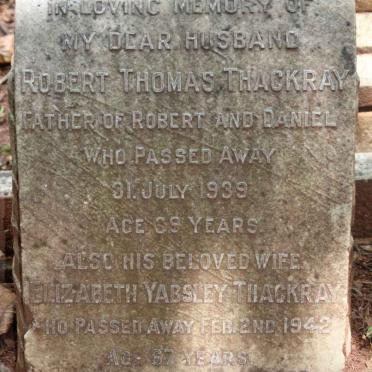 IN LOVING MEMORY OF
MY DEAR HUSBAND
ROBERT THOMAS THACKRAY
FATHER OF ROBERT AND DANIEL
WHO PASSED AWAY
31. JULY 1939
AGE 69 YEARS
ALSO HIS BELOVED WIFE.
ELIZABETH YABSLEY THACKRAY
WHO PASSED AWAY FEB. 2ND 1942
AGE 67 YEARS